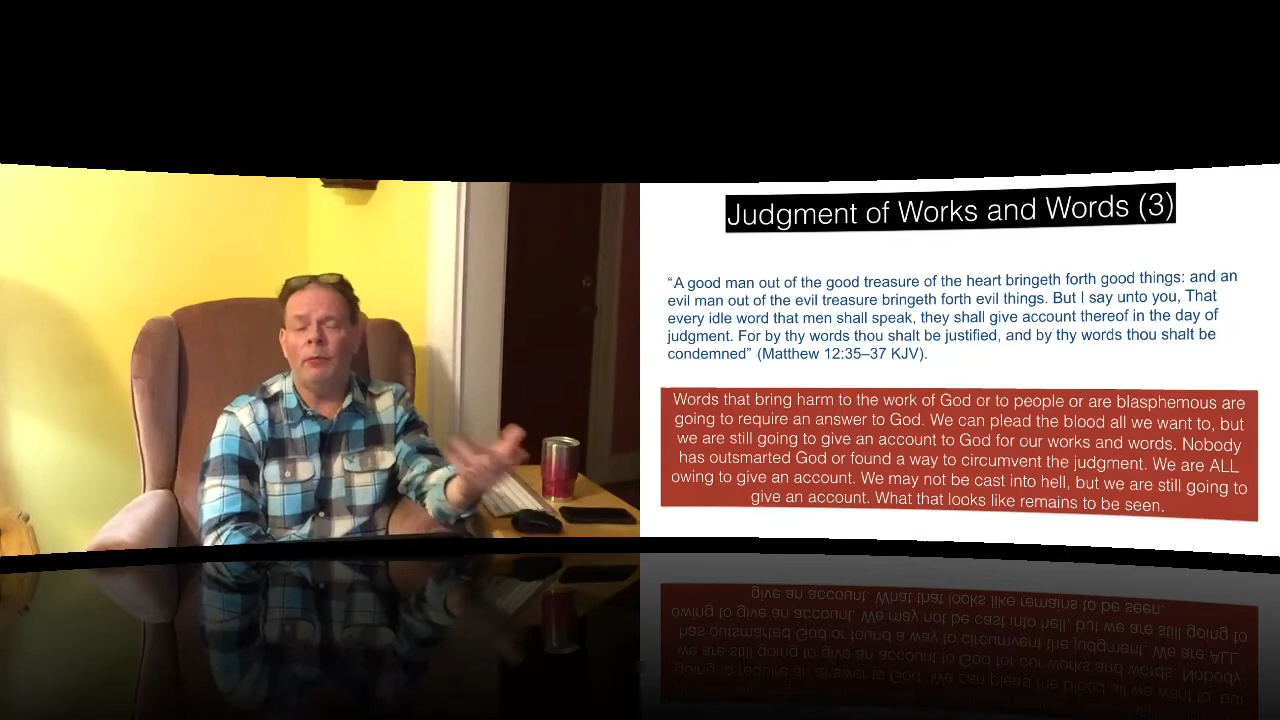 Judgment of Works and Words (3)
“A good man out of the good treasure of the heart bringeth forth good things: and an
evil man out of the evil treasure bringeth forth evil things. But I say unto you, That
every idle word that men shall speak, they shall give account thereof in the day of
judgment. For by thy words thou shalt be justified, and by thy words thou shalt be
condemned” (Matthew 12:35–37 KJV).
Words that bring harm to the work of God or to people or are blasphemous are
going to require an answer to God. We can plead the blood all we want to, but
we are still going to give an account to God for our works and words. Nobody
has outsmarted God or found a way to circumvent the judgment. We are ALL
owing to give an account. We may not be cast into hell, but we are still going to
give an account. What that looks like remains to be seen.